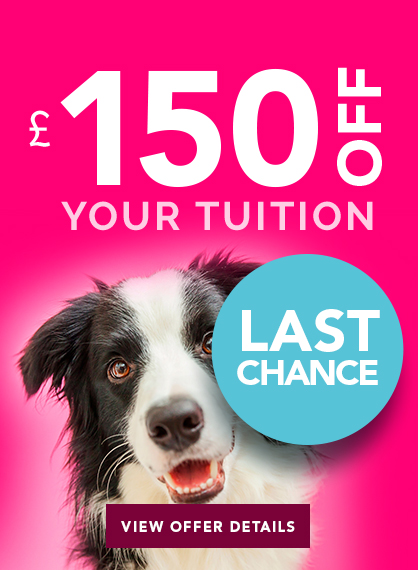 £150 OFF
YOUR TUITION
LAST
CHANCE
VIEW OFFER DETAILS